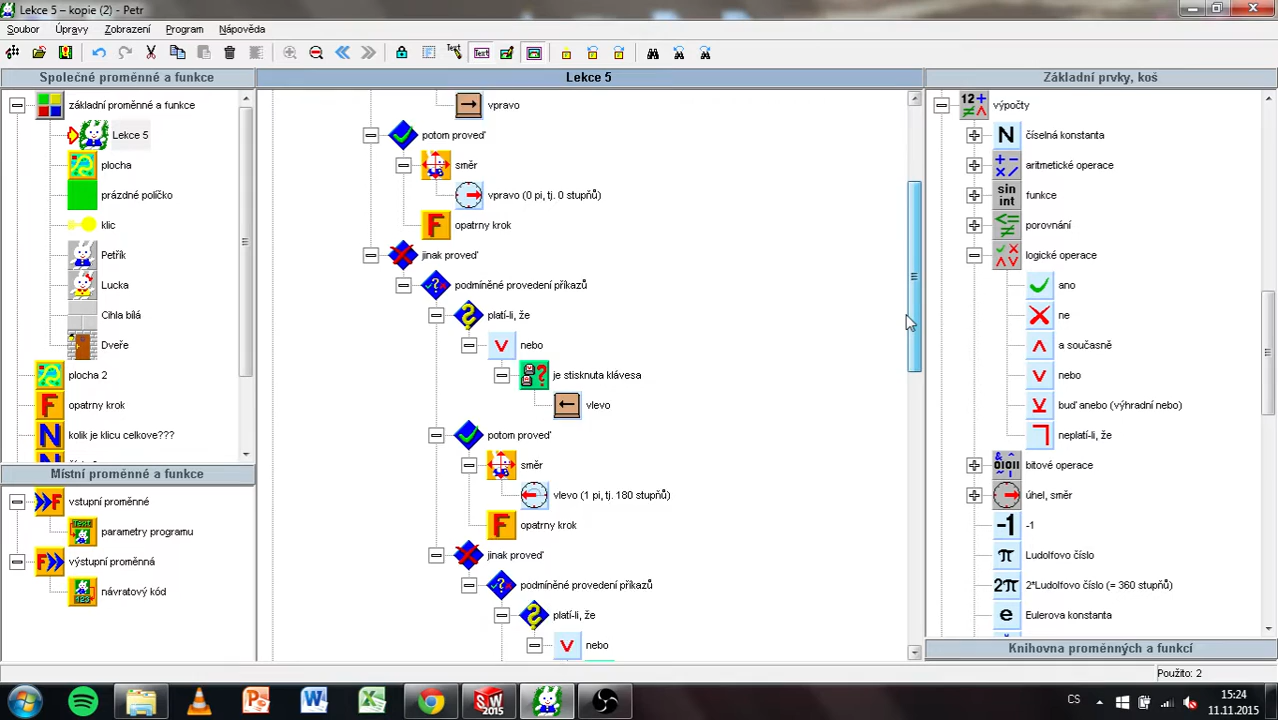 Lekce 5 – kopie (2) - Petr
Soubor Úpravy Zobrazení Program Nápověda
Společné proměnné a funkce
základní proměnné a funkce
Lekce 5
plocha
prázdné políčko
klic
Petřík
Lucka
Cihla bílá
Dveře
plocha 2
opatrny krok
kolik je klicu celkove???
Místní proměnné a funkce
vstupní proměnné
parametry programu
výstupní proměnná
návratový kód
Lekce 5
vpravo
potom proveď
směr
vpravo (0 pi, tj. 0 stupňů)
opatrny krok
jinak proveď
podmíněné provedení příkazů
platí-li, že
nebo
je stisknuta klávesa
vlevo
potom proveď
směr
vlevo (1 pi, tj. 180 stupňů)
opatrny krok
jinak proveď
podmíněné provedení příkazů
platí-li, že
nebo
Základní prvky, koš
výpočty
číselná konstanta
aritmetické operace
funkce
porovnání
logické operace
ano
ne
a současně
nebo
buď anebo (výhradní nebo)
neplatí-li, že
bitové operace
úhel, směr
-1
Ludolfovo číslo
2*Ludolfovo číslo (= 360 stupňů)
Eulerova konstanta
Knihovna proměnných a funkcí
Použito: 2
CS
15:24
11.11.2015